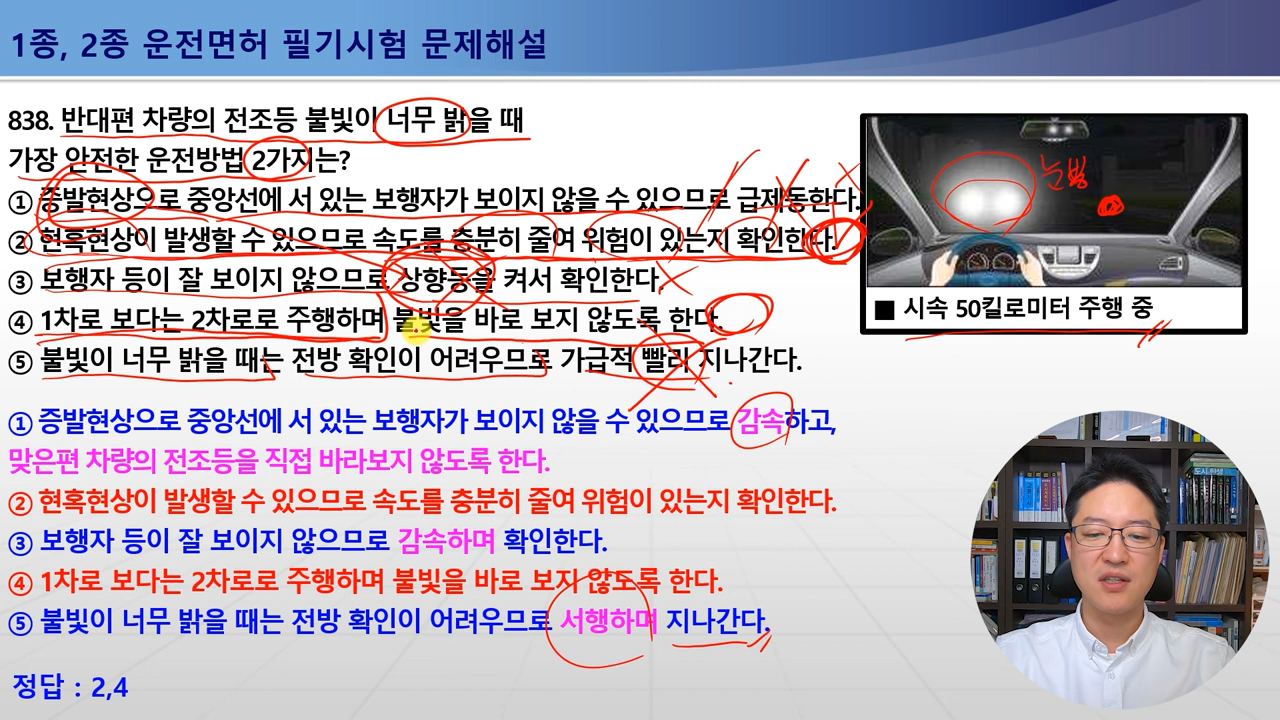 1종, 2종 운전면허 필기시험 문제해설
838. 반대편 차량의 전조등 불빛이 너무 밝을 때
가장 안전한 운전방법 2가지는?
① 증발현상으로 중앙선에 서 있는 보행자가 보이지 않을 수 있으므로 급제동한다.
② 현혹현상이 발생할 수 있으므로 속도를 충분히 줄여 위험이 있는지 확인한다.
③ 보행자 등이 잘 보이지 않으므로 상향등을 켜서 확인한다.
④ 1차로 보다는 2차로로 주행하며 불빛을 바로 보지 않도록 한다.
⑤ 불빛이 너무 밝을 때는 전방 확인이 어려우므로 가급적 빨리 지나간다.
눈뽕
■ 시속 50킬로미터 주행 중
① 증발현상으로 중앙선에 서 있는 보행자가 보이지 않을 수 있으므로 감속하고,
맞은편 차량의 전조등을 직접 바라보지 않도록 한다.
② 현혹현상이 발생할 수 있으므로 속도를 충분히 줄여 위험이 있는지 확인한다.
③ 보행자 등이 잘 보이지 않으므로 감속하며 확인한다.
④ 1차로 보다는 2차로로 주행하며 불빛을 바로 보지 않도록 한다.
⑤ 불빛이 너무 밝을 때는 전방 확인이 어려우므로 서행하며 지나간다.
정답 : 2,4